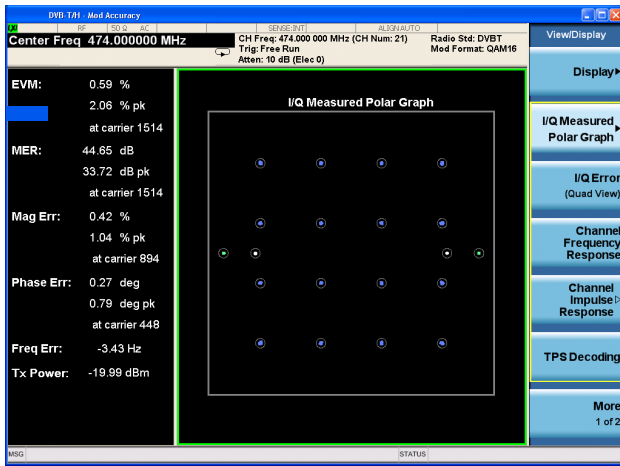 DVB-T/H - Mod Accuracy
RF 50 Ω AC SENSE:INT ALIGN AUTO
Center Freq 474.000000 MHz
CH Freq: 474.000 000 MHz (CH Num: 21) Radio Std: DVBT
Trig: Free Run Mod Format: QAM16
Atten: 10 dB (Elec 0)
View/Display
Display
I/Q Measured
Polar Graph
I/Q Error
(Quad View)
Channel
Frequency
Response
Channel
Impulse
Response
TPS Decoding
More
1 of 2
EVM: 0.59 %
2.06 % pk
at carrier 1514
MER: 44.65 dB
33.72 dB pk
at carrier 1514
Mag Err: 0.42 %
1.04 % pk
at carrier 894
Phase Err: 0.27 deg
0.79 deg pk
at carrier 448
Freq Err: -3.43 Hz
Tx Power: -19.99 dBm
I/Q Measured Polar Graph
MSG STATUS